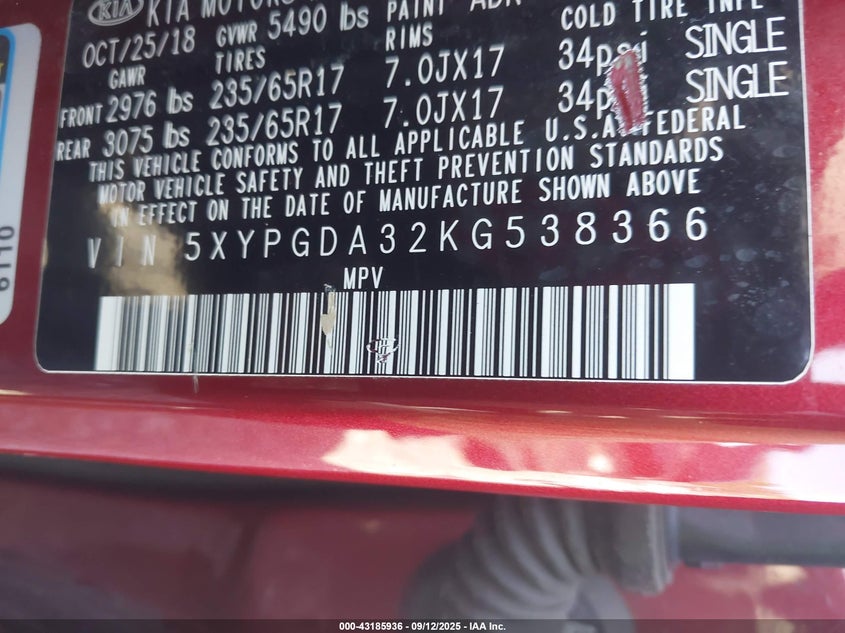 KIA KIA MOTORS PAINT COLD TIRE
OCT/25/18 GVWR 5490 lbs
GAWR TIRES RIMS
FRONT 2976 lbs 235/65R17 7.0JX17 34psi SINGLE
REAR 3075 lbs 235/65R17 7.0JX17 34p SINGLE
THIS VEHICLE CONFORMS TO ALL APPLICABLE U.S.A FEDERAL
MOTOR VEHICLE SAFETY AND THEFT PREVENTION STANDARDS
IN EFFECT ON THE DATE OF MANUFACTURE SHOWN ABOVE
VIN 5XYPGDA32KG538366
MPV
6110
000-43185936 - 09/12/2025 - IAA Inc.